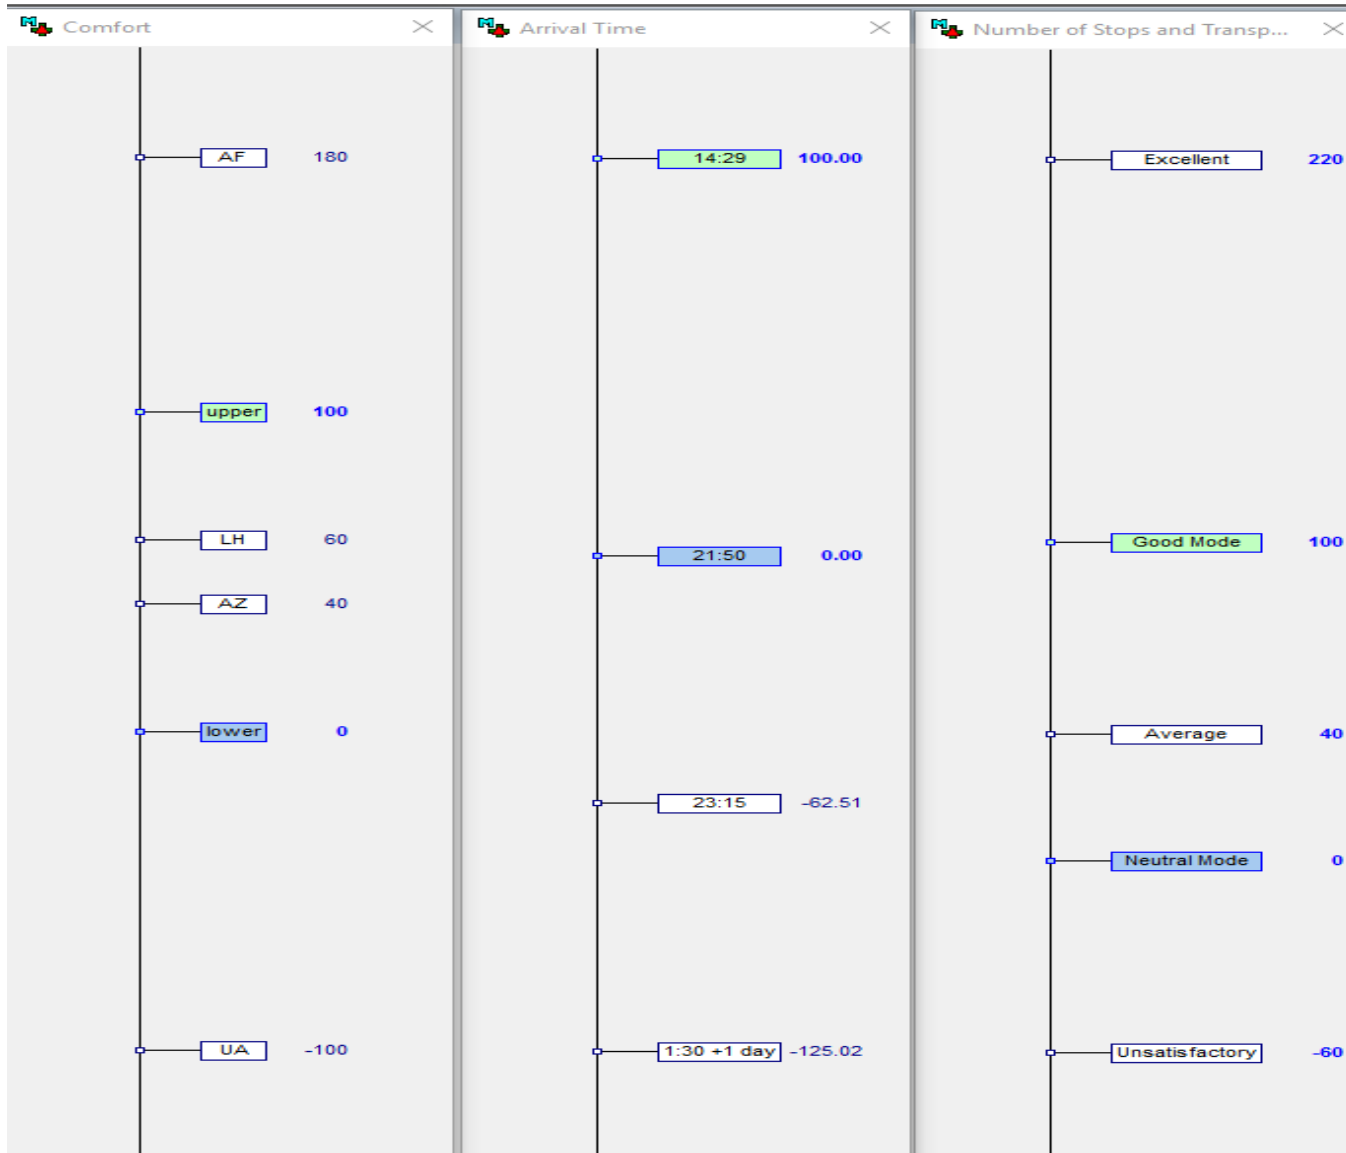 Comfort
AF 180
upper 100
LH 60
AZ 40
lower 0
UA -100
Arrival Time
14:29 100.00
21:50 0.00
23:15 -62.51
1:30 +1 day -125.02
Number of Stops and Transp...
Excellent 220
Good Mode 100
Average 40
Neutral Mode 0
Unsatisfactory -60